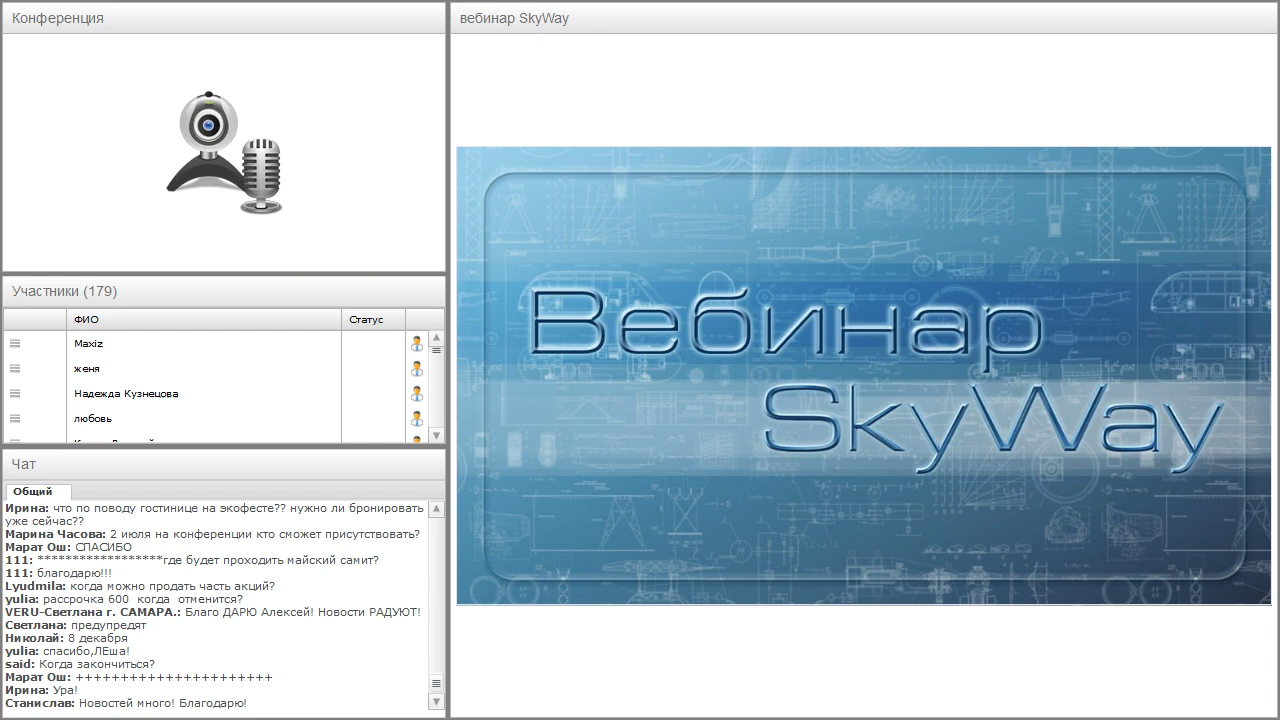 Конференция
вебинар SkyWay
Вебинар
SkyWay
Участники (179)
ФИО Статус
Maxiz
женя
Надежда Кузнецова
любовь
Чат
Общий
Ирина: что по поводу гостинице на экофесте?? нужно ли бронировать
уже сейчас??
Марина Часова: 2 июля на конференции кто сможет присутствовать?
Марат Ош: СПАСИБО
111: ******************где будет проходить майский самит?
111: благодарю!!!
Lyudmila: когда можно продать часть акций?
yulia: рассрочка 600 когда отменится?
VERU-Светлана г. САМАРА.: Благо ДАРЮ Алексей! Новости РАДУЮТ!
Светлана: предупредят
Николай: 8 декабря
yulia: спасибо,ЛЕша!
said: Когда закончиться?
Марат Ош: ++++++++++++++++++++++
Ирина: Ура!
Станислав: Новостей много! Благодарю!